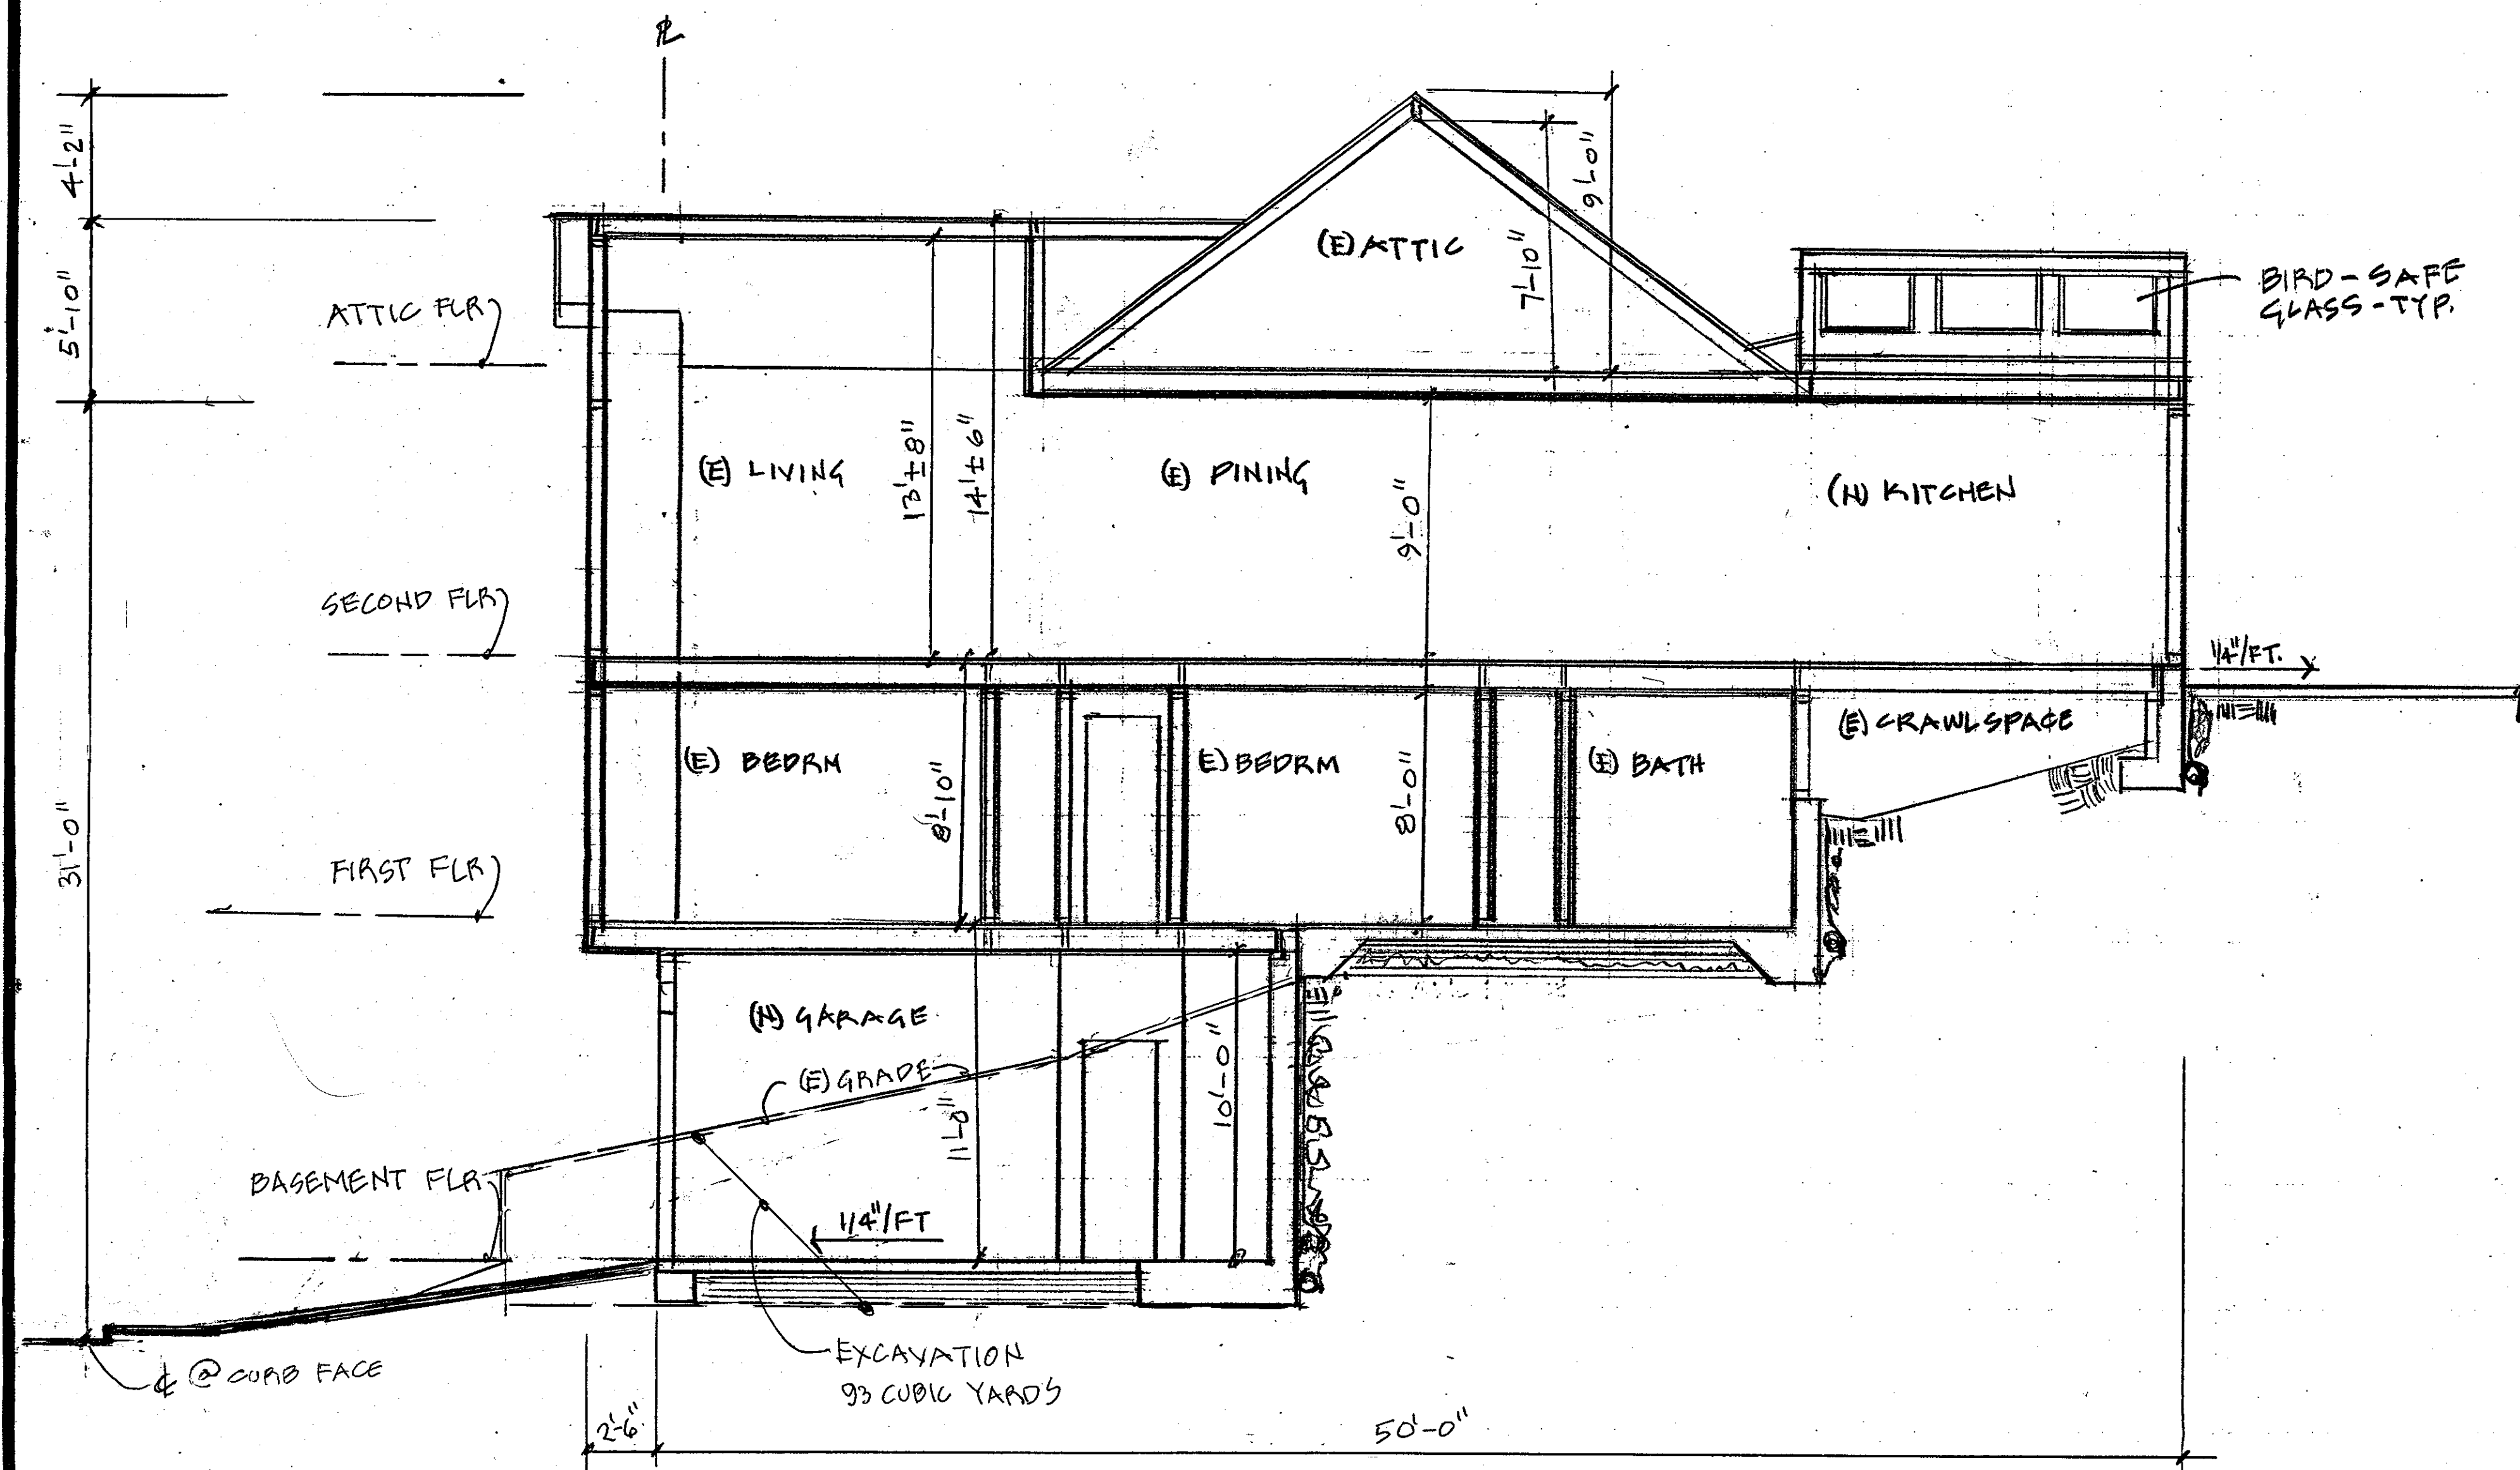 PL
4'-2"
9'-0"
7'-10"
(E) ATTIC
BIRD-SAFE
GLASS-TYP.
5'-10"
ATTIC FLR
(E) LIVING
13'±8"
14'±6"
(E) DINING
9'-0"
(N) KITCHEN
SECOND FLR
1/4"/FT.
(E) BEDRM
8'-10"
(E) BEDRM
8'-0"
(E) BATH
(E) CRAWLSPACE
31'-0"
FIRST FLR
(N) GARAGE
(E) GRADE
11'-0"
10'-0"
BASEMENT FLR
1/4"/FT
EXCAVATION
93 CUBIC YARDS
@ CURB FACE
2'-6"
50'-0"